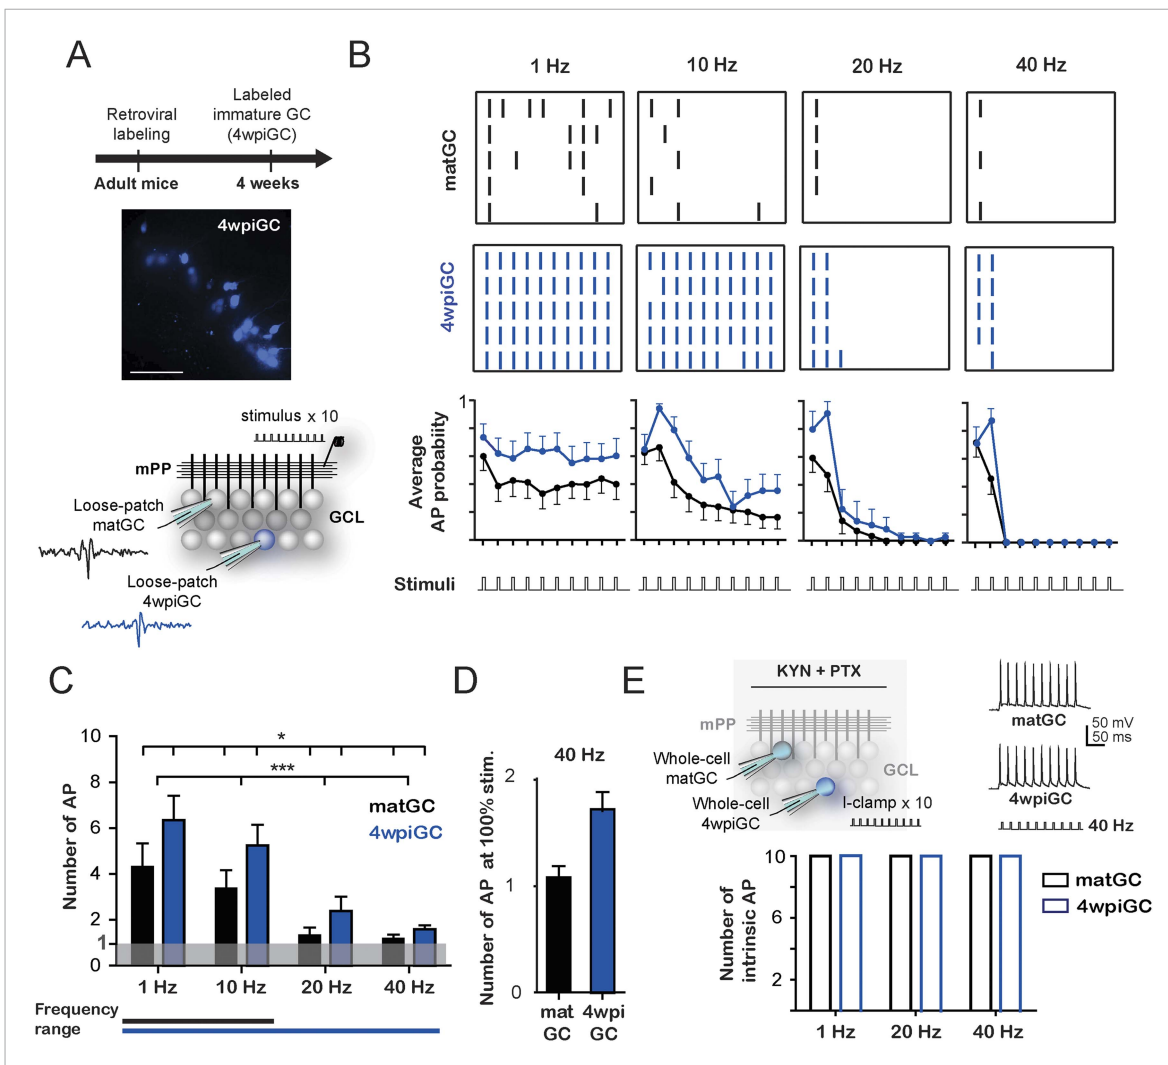 A
Retroviral
labeling
Labeled
immature GC
(4wpiGC)
Adult mice
4 weeks
4wpiGC
stimulus x 10
mPP
Loose-patch
matGC
GCL
Loose-patch
4wpiGC
B
1 Hz
10 Hz
20 Hz
40 Hz
matGC
4wpiGC
Average
AP probabiity
1
0
Stimuli
C
Number of AP
10
8
6
4
2
1
0
*
***
matGC
4wpiGC
1 Hz
10 Hz
20 Hz
40 Hz
Frequency
range
D
40 Hz
Number of AP at 100% stim.
2
1
0
mat
GC
4wpi
GC
E
KYN + PTX
mPP
Whole-cell
matGC
GCL
Whole-cell
4wpiGC
I-clamp x 10
matGC
50 mV
50 ms
4wpiGC
40 Hz
Number of
intrinsic AP
10
6
2
matGC
4wpiGC
1 Hz
20 Hz
40 Hz